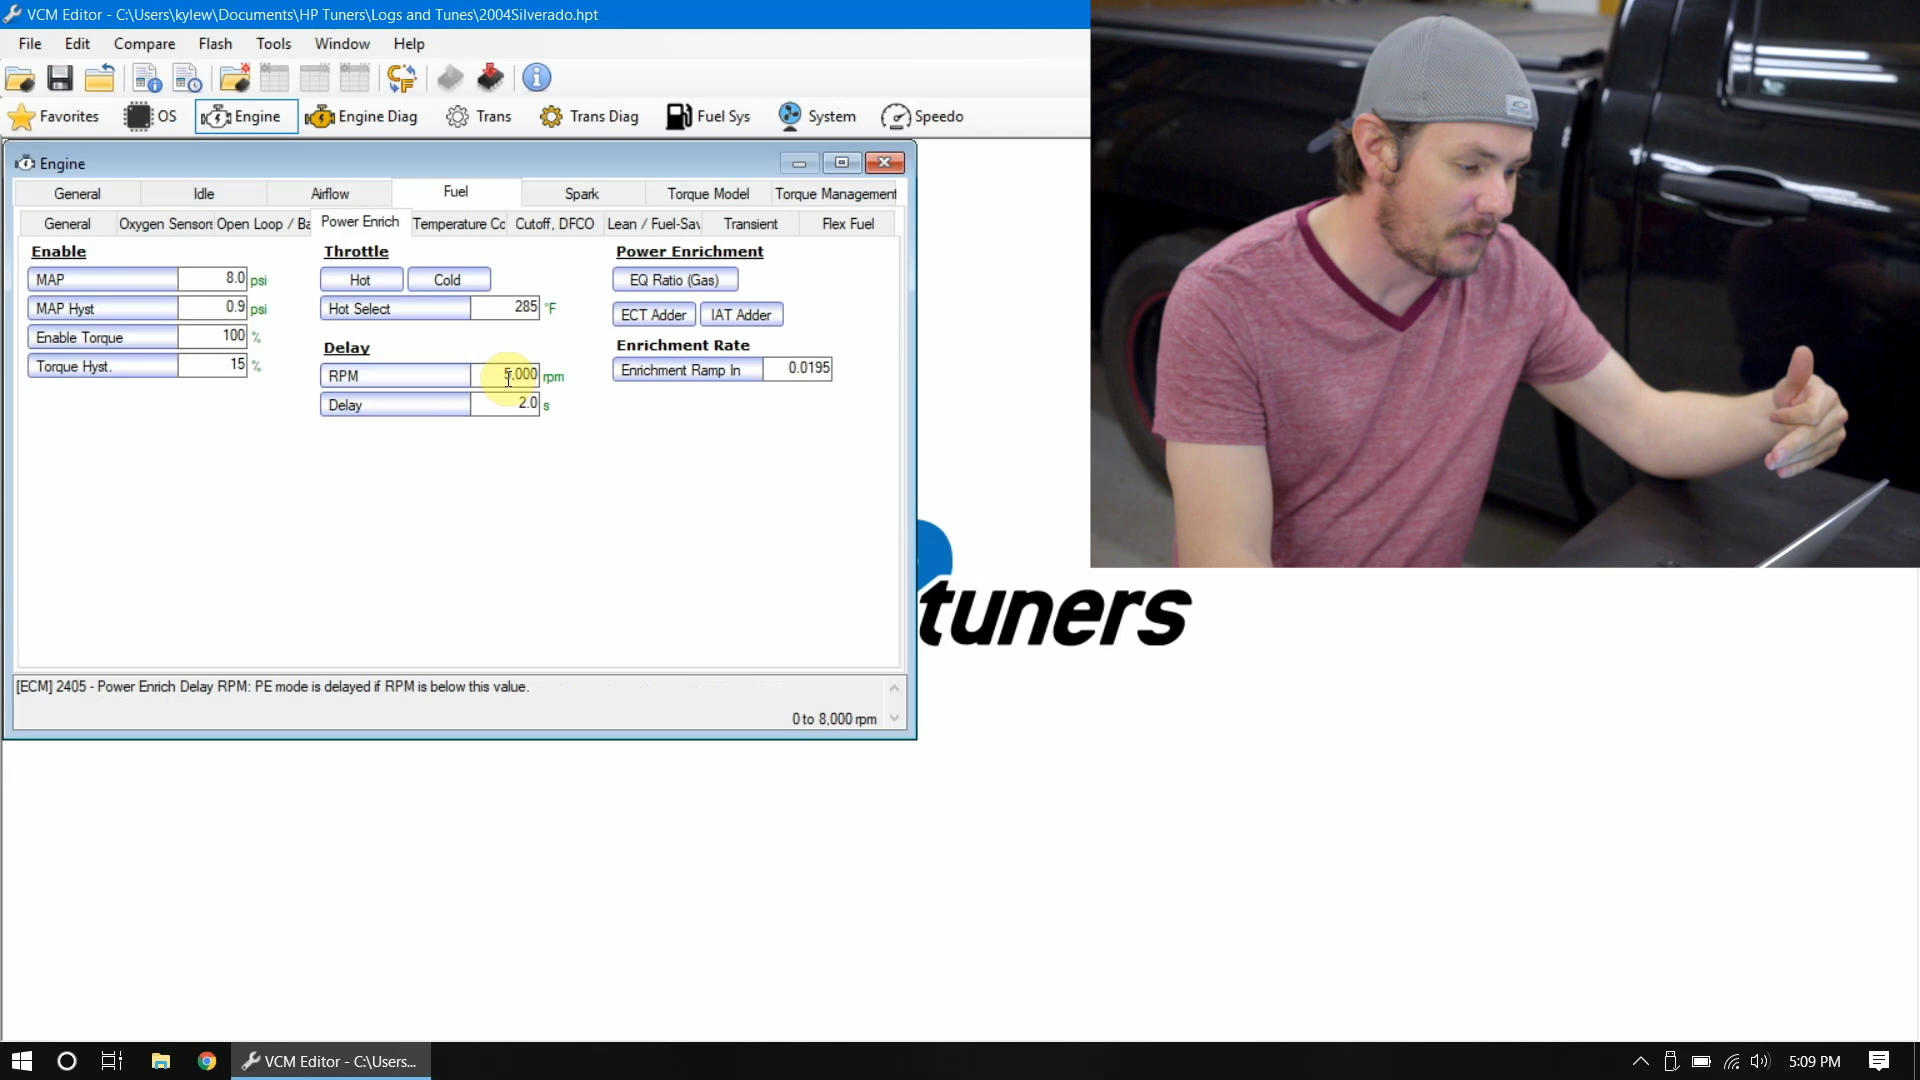 VCM Editor - C:\Users\kylew\Documents\HP Tuners\Logs and Tunes\2004Silverado.hpt
File Edit Compare Flash Tools Window Help
Favorites OS Engine Engine Diag Trans Trans Diag Fuel Sys System Speedo
Engine
General Idle Airflow Fuel Spark Torque Model Torque Management
General Oxygen Sensors Open Loop / Ba Power Enrich Temperature Co Cutoff, DFCO Lean / Fuel-Sav Transient Flex Fuel
Enable Throttle Power Enrichment
MAP 8.0 psi Hot Cold EQ Ratio (Gas)
MAP Hyst 0.9 psi Hot Select 285 °F ECT Adder IAT Adder
Enable Torque 100 % Delay Enrichment Rate
Torque Hyst. 15 % RPM 5,000 rpm Enrichment Ramp In 0.0195
Delay 2.0 s
[ECM] 2405 - Power Enrich Delay RPM: PE mode is delayed if RPM is below this value.
0 to 8,000 rpm
tuners
VCM Editor - C:\Users... 5:09 PM